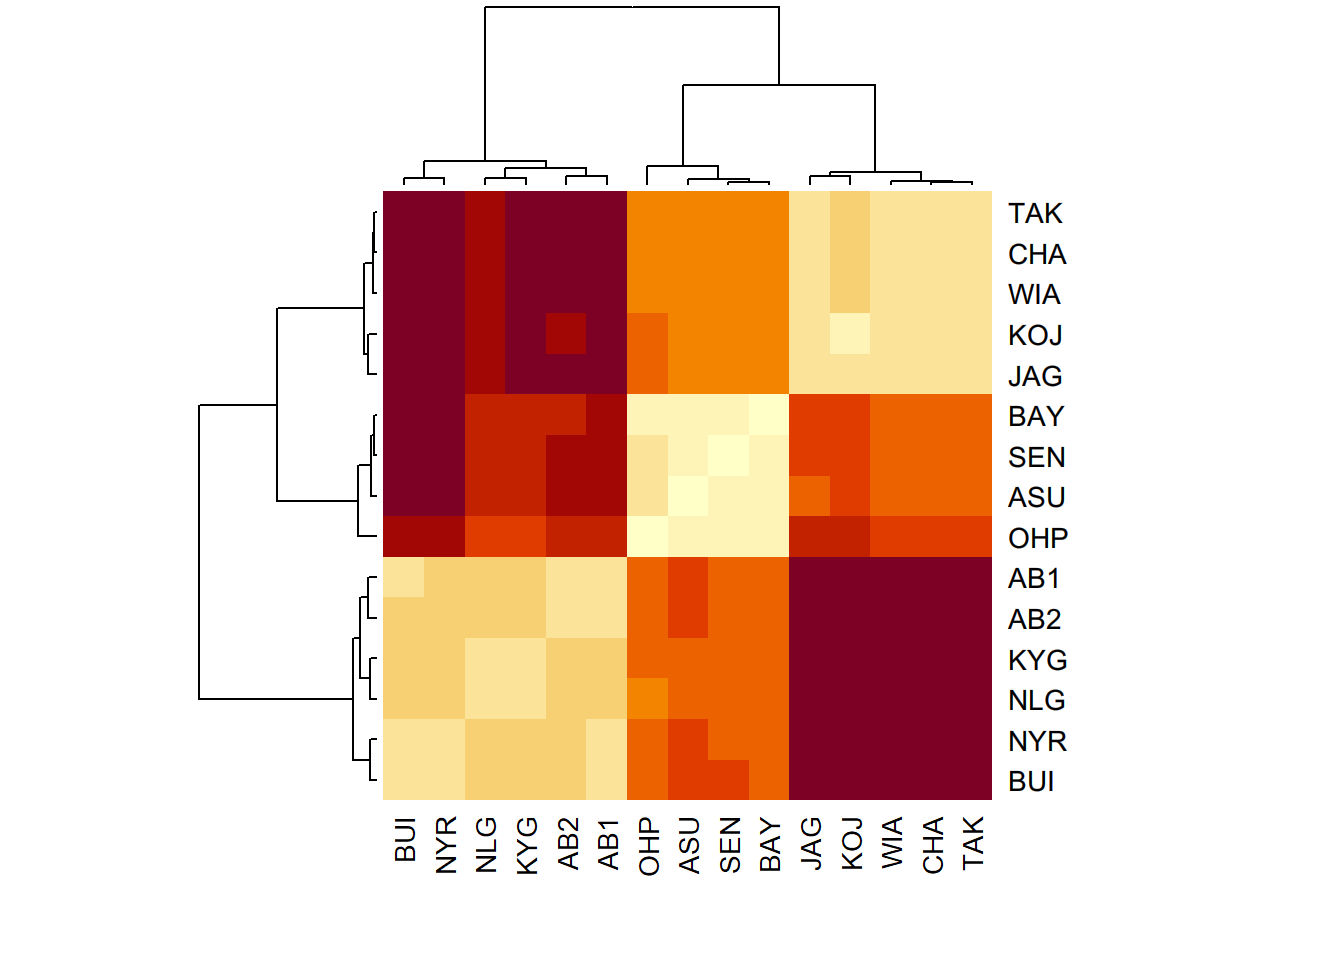 TAK
CHA
WIA
KOJ
JAG
BAY
SEN
ASU
OHP
AB1
AB2
KYG
NLG
NYR
BUI
BUI NYR NLG KYG AB2 AB1 OHP ASU SEN BAY JAG KOJ WIA CHA TAK